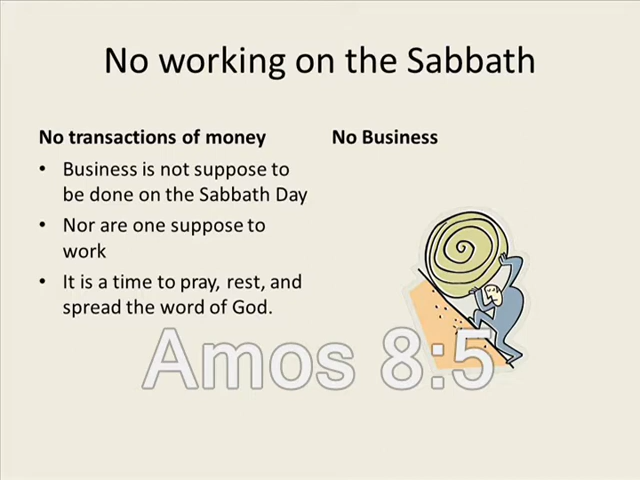 No working on the Sabbath
No transactions of money
• Business is not suppose to
be done on the Sabbath Day
• Nor are one suppose to
work
• It is a time to pray, rest, and
spread the word of God.
No Business
Amos 8:5